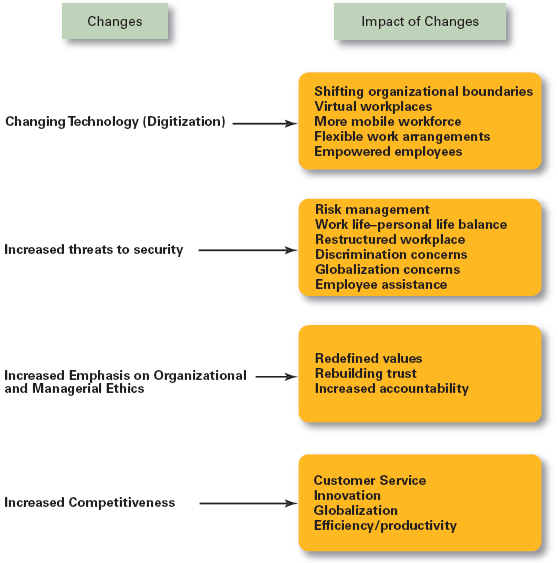 Changes
Impact of Changes
Changing Technology (Digitization)
Shifting organizational boundaries
Virtual workplaces
More mobile workforce
Flexible work arrangements
Empowered employees
Increased threats to security
Risk management
Work life–personal life balance
Restructured workplace
Discrimination concerns
Globalization concerns
Employee assistance
Increased Emphasis on Organizational
and Managerial Ethics
Redefined values
Rebuilding trust
Increased accountability
Increased Competitiveness
Customer Service
Innovation
Globalization
Efficiency/productivity